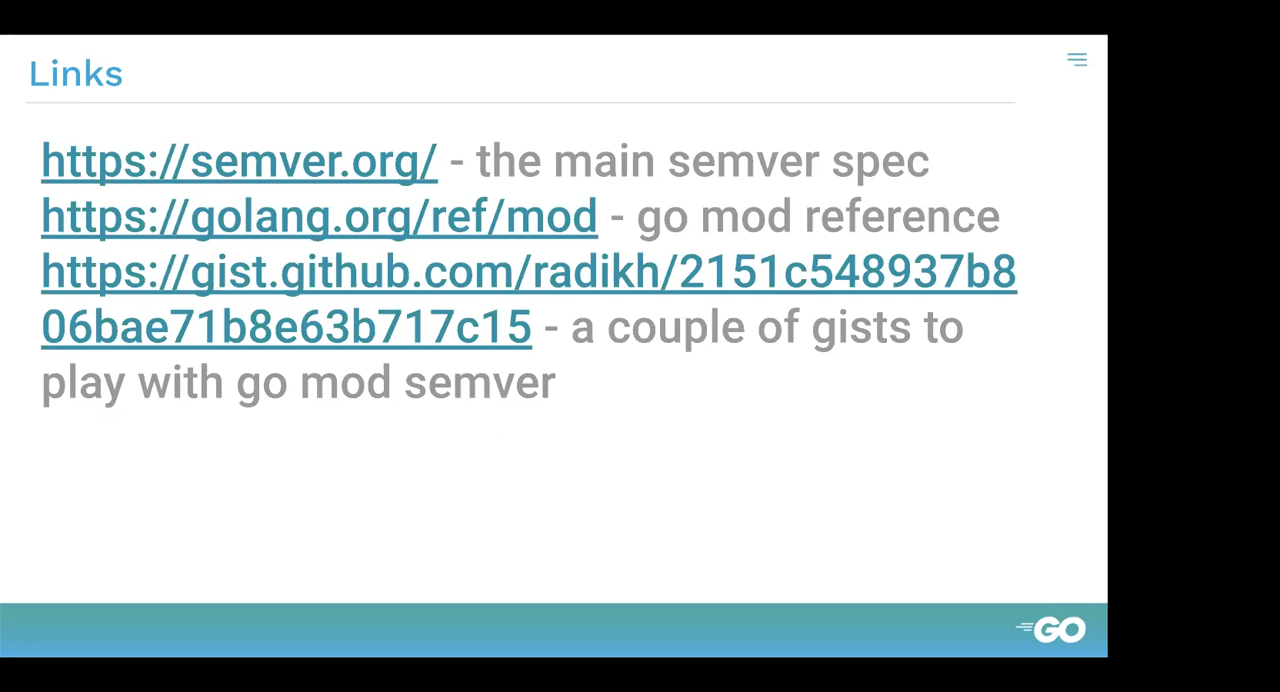 Links
https://semver.org/ - the main semver spec
https://golang.org/ref/mod - go mod reference
https://gist.github.com/radikh/2151c548937b8
06bae71b8e63b717c15 - a couple of gists to
play with go mod semver
GO